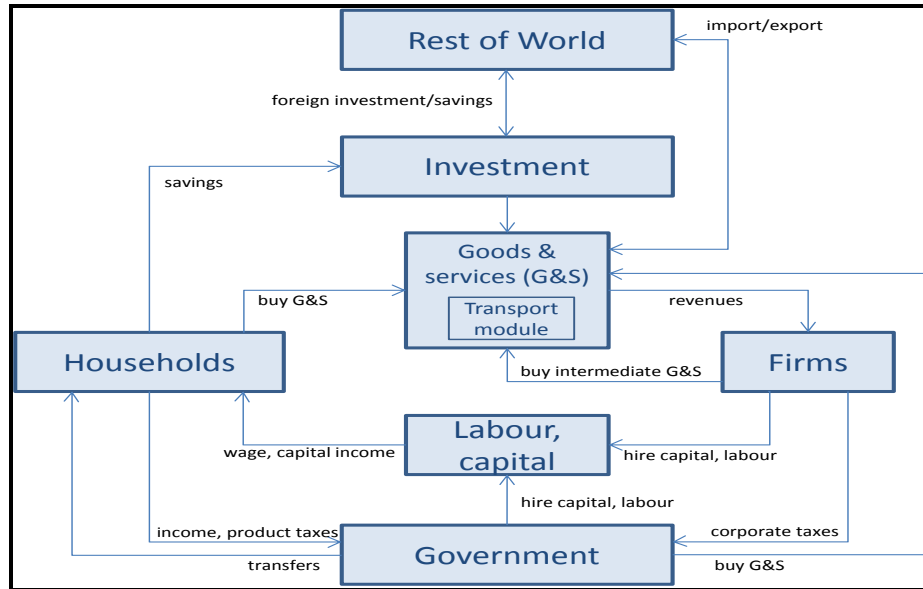 import/export
Rest of World
foreign investment/savings
Investment
savings
Goods &
services (G&S)
Transport
module
buy G&S
revenues
Households
Firms
buy intermediate G&S
Labour,
capital
wage, capital income
hire capital, labour
hire capital, labour
income, product taxes
corporate taxes
Government
transfers
buy G&S